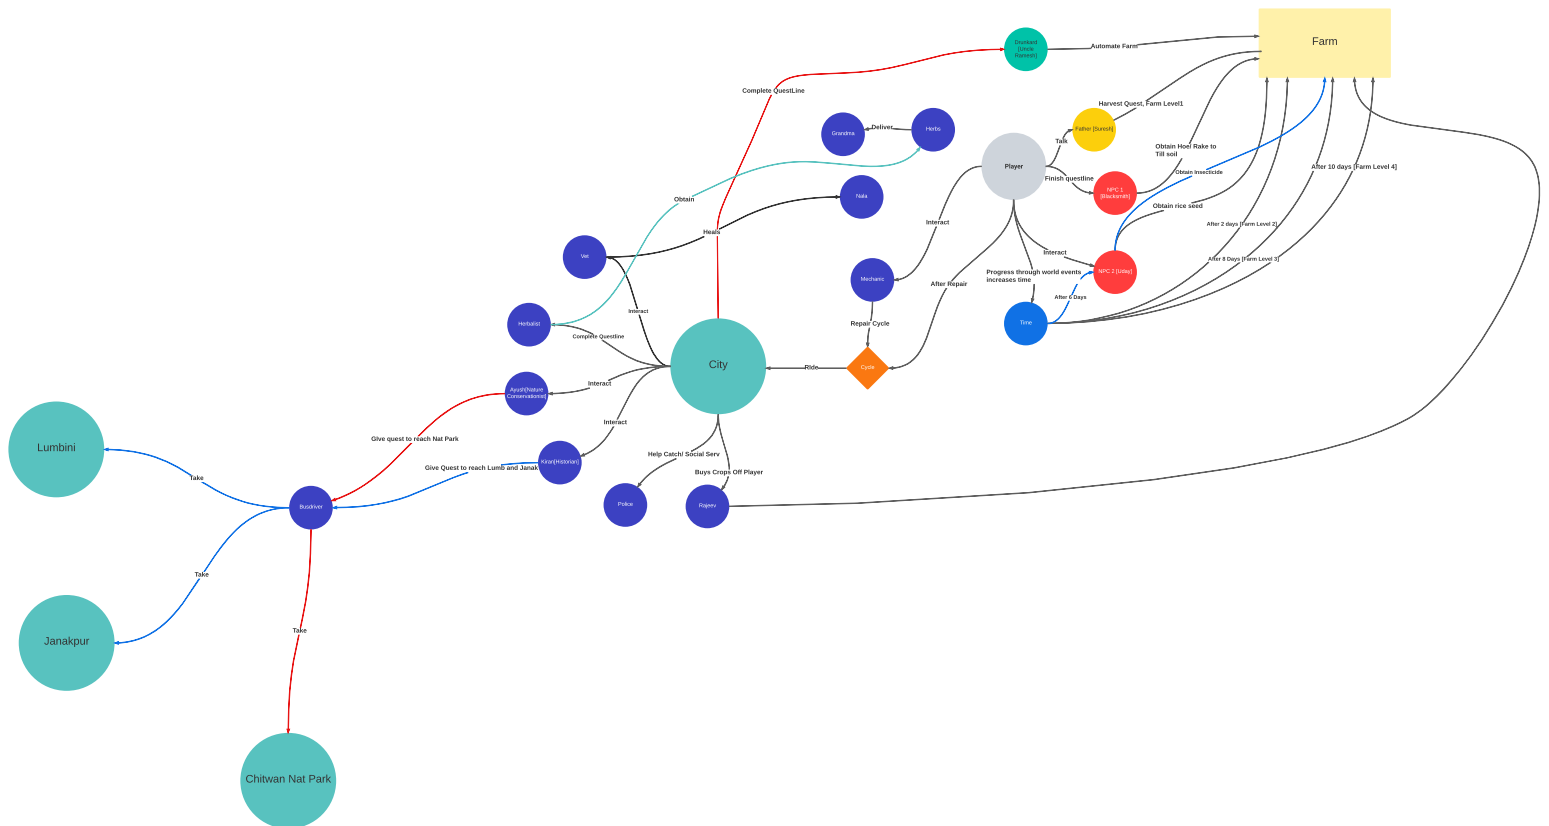 Farm
Drunkard
[Uncle
Ramesh]
Automate Farm
Complete QuestLine
Harvest Quest, Farm Level1
Grandma
Deliver
Herbs
Father [Suresh]
Talk
Obtain Hoe/ Rake to
Till soil
Player
After 10 days [Farm Level 4]
Obtain Insecticide
Finish questline
NPC 1
[Blacksmith]
Nala
Obtain
Obtain rice seed
Interact
After 2 days [Farm Level 2]
Heals
Vet
Interact
NPC 2 [Uday]
After 8 Days [Farm Level 3]
Mechanic
Progress through world events
increases time
After Repair
After 6 Days
Interact
Herbalist
Complete Questline
Repair Cycle
Time
City
RIde
Cycle
Interact
Ayush[Nature
Conservationist]
Interact
Give quest to reach Nat Park
Lumbini
Help Catch/ Social Serv
Kiran[Historian]
Give Quest to reach Lumb and Janak
Buys Crops Off Player
Take
Police
Rajeev
Busdriver
Take
Janakpur
Take
Chitwan Nat Park